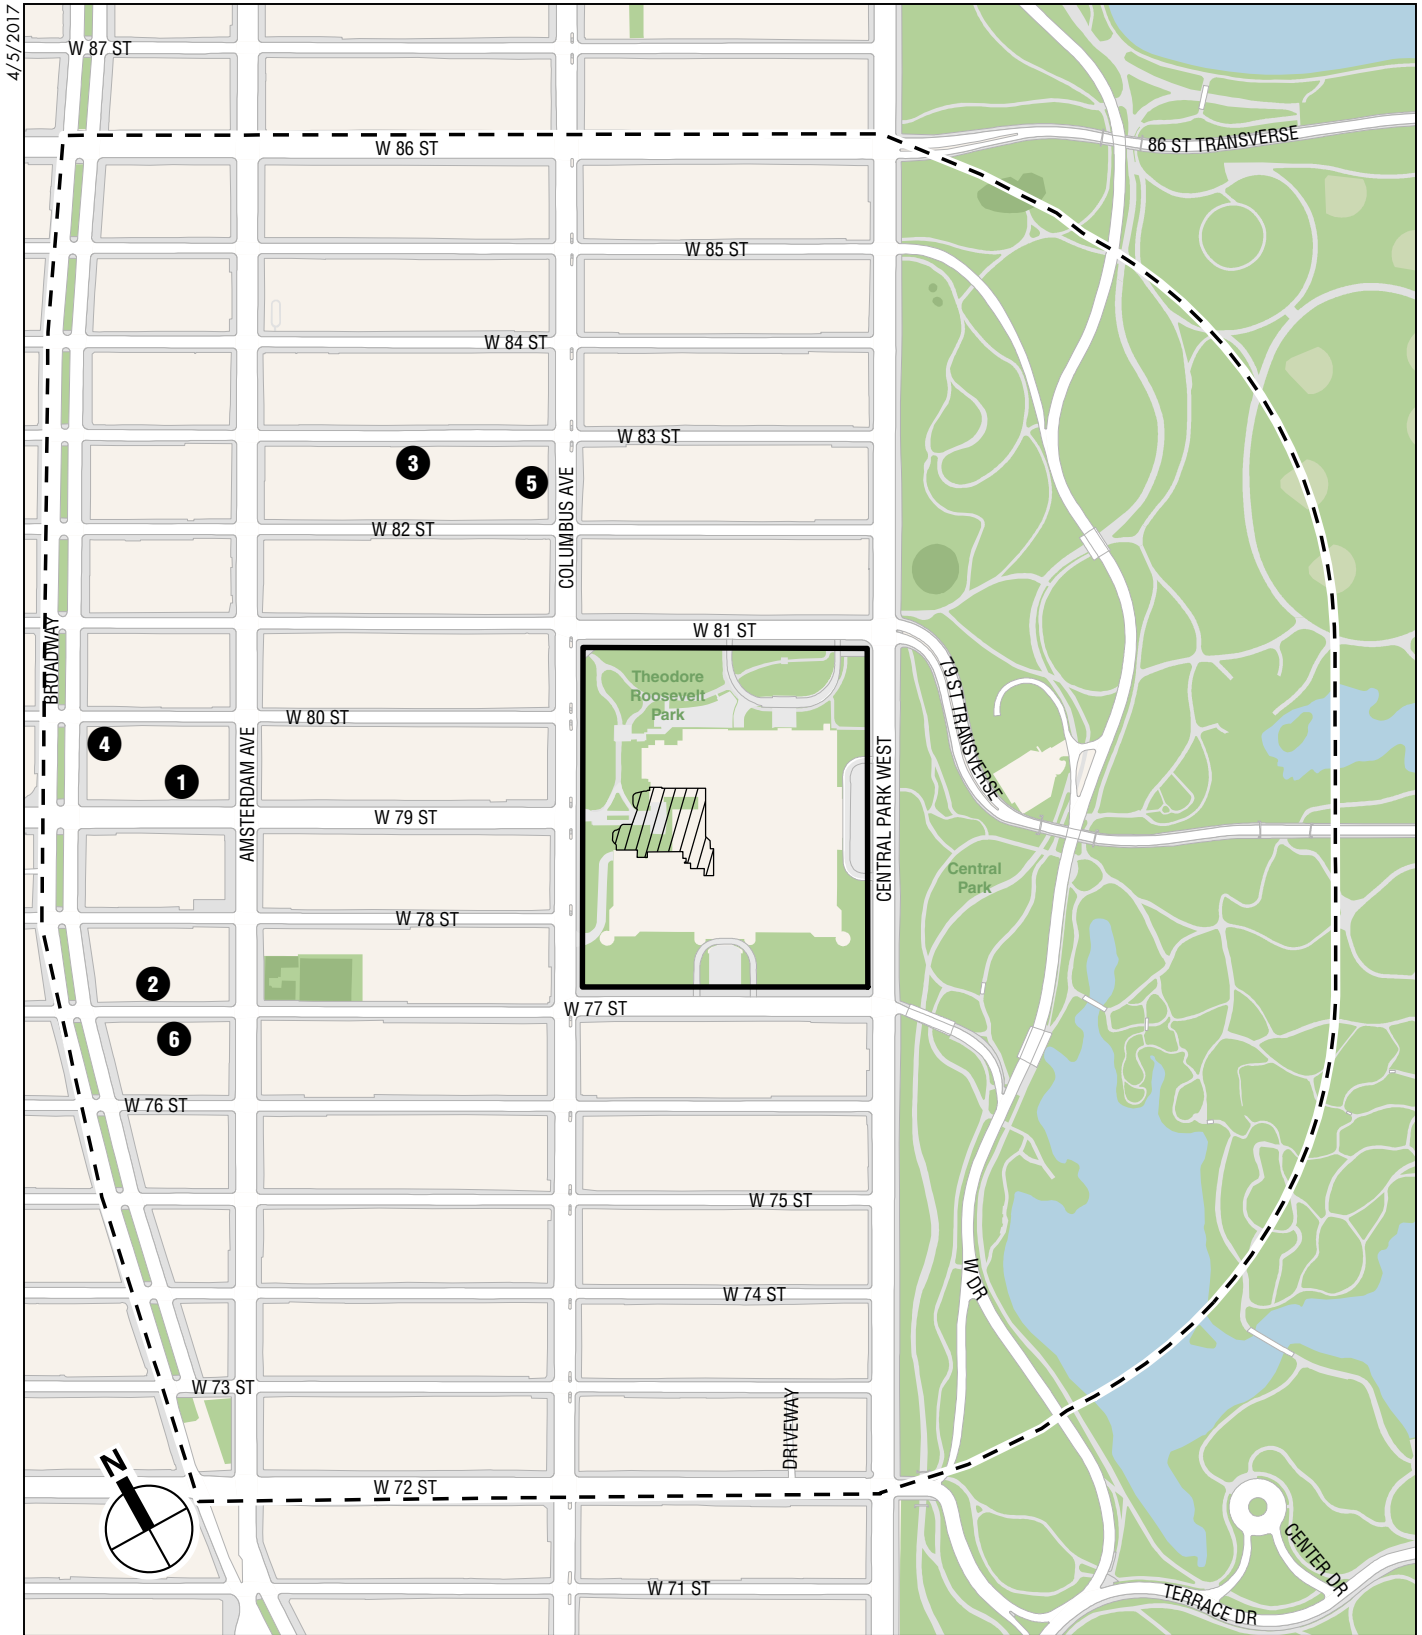 4/5/2017
W 87 ST
W 86 ST
86 ST TRANSVERSE
W 85 ST
W 84 ST
W 83 ST
3
5
COLUMBUS AVE
W 82 ST
BROADWAY
W 81 ST
Theodore
Roosevelt
Park
79 ST TRANSVERSE
W 80 ST
4
1
AMSTERDAM AVE
CENTRAL PARK WEST
W 79 ST
Central
Park
W 78 ST
2
W 77 ST
6
W 76 ST
W 75 ST
W DR
W 74 ST
W 73 ST
DRIVEWAY
N
W 72 ST
CENTER DR
W 71 ST
TERRACE DR